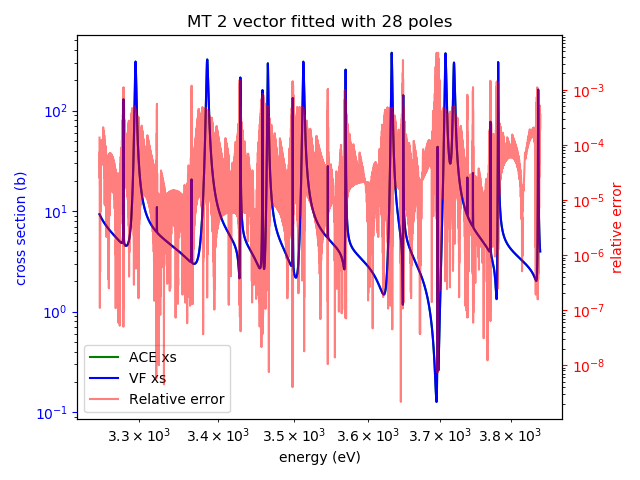 MT 2 vector fitted with 28 poles
cross section (b)
10²
10¹
10⁰
10⁻¹
10⁻³
10⁻⁴
10⁻⁵
10⁻⁶
10⁻⁷
10⁻⁸
relative error
ACE xs
VF xs
Relative error
3.3 × 10³ 3.4 × 10³ 3.5 × 10³ 3.6 × 10³ 3.7 × 10³ 3.8 × 10³
energy (eV)